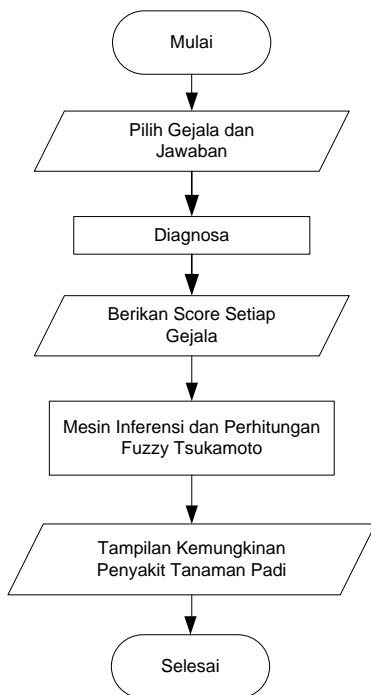 Mulai
Pilih Gejala dan
Jawaban
Diagnosa
Berikan Score Setiap
Gejala
Mesin Inferensi dan Perhitungan
Fuzzy Tsukamoto
Tampilan Kemungkinan
Penyakit Tanaman Padi
Selesai